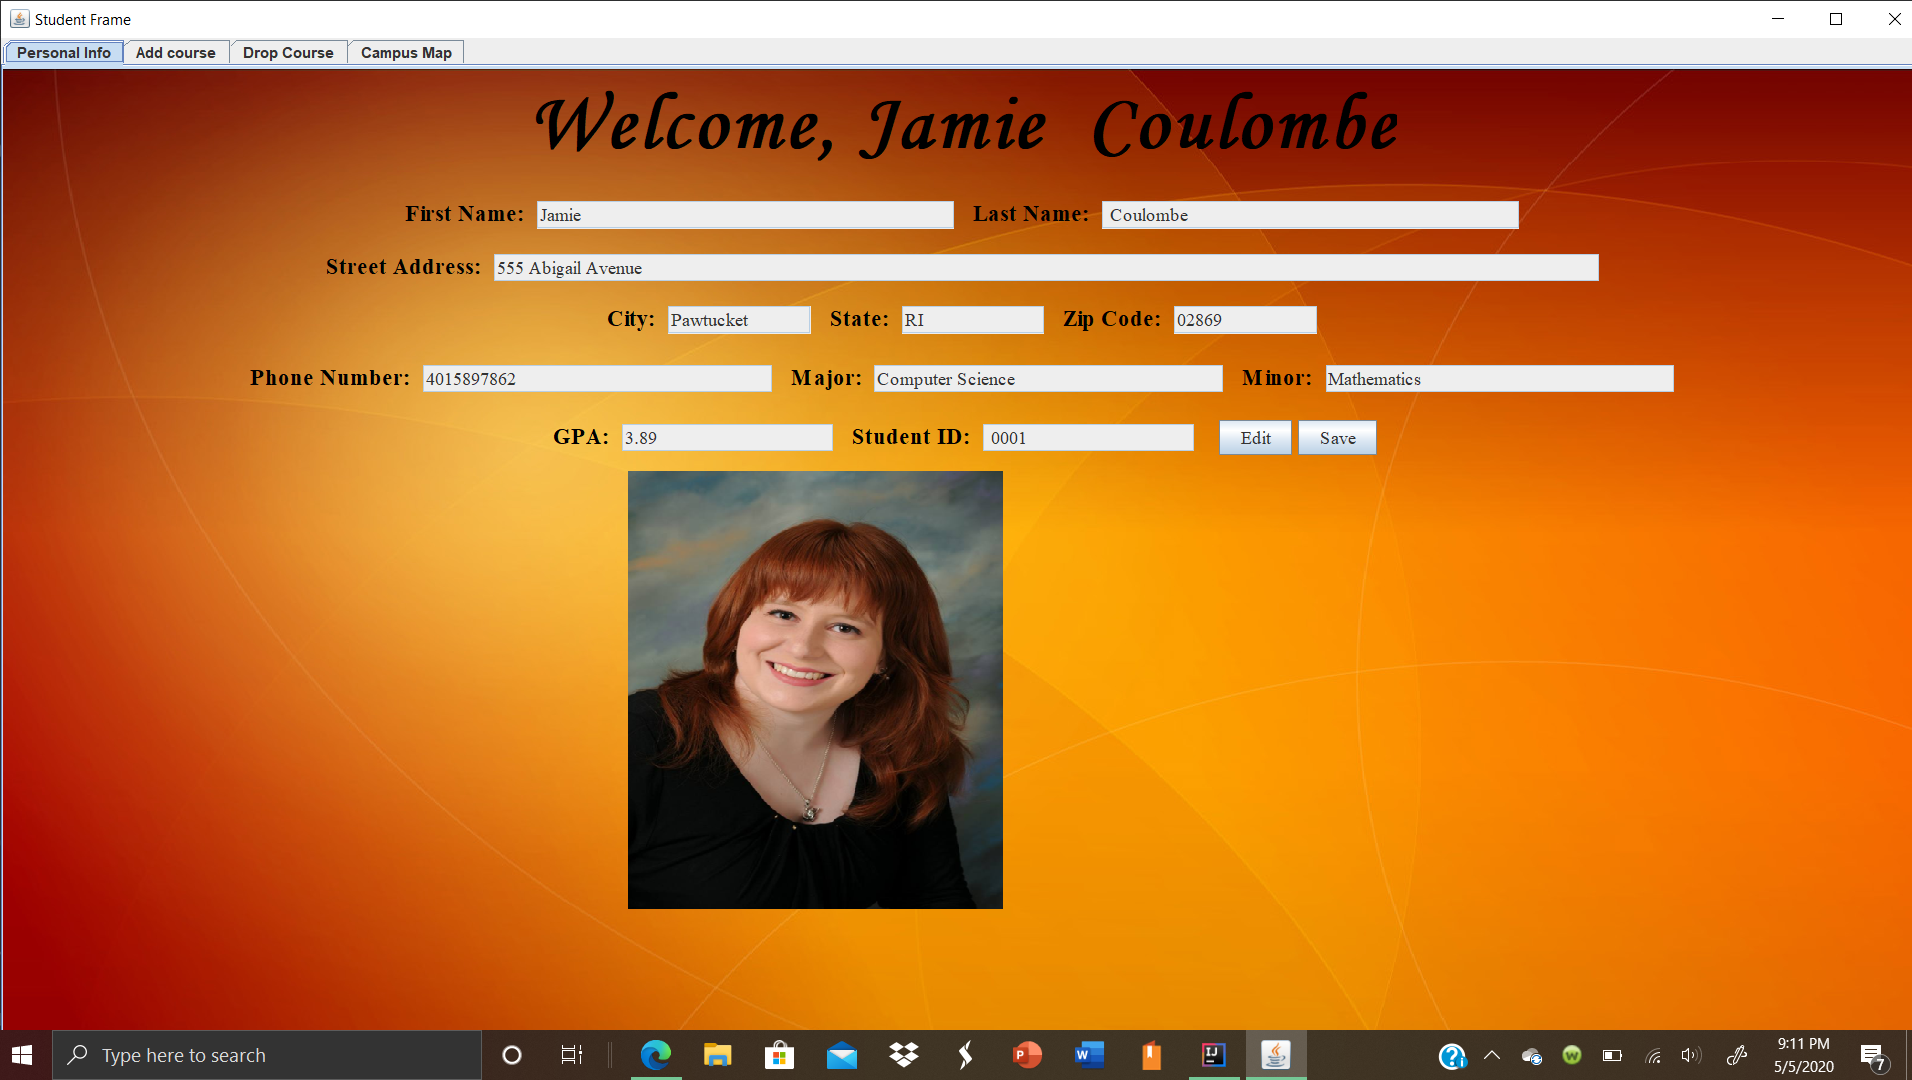 Student Frame
Personal Info Add course Drop Course Campus Map
Welcome, Jamie Coulombe
First Name: Jamie Last Name: Coulombe
Street Address: 555 Abigail Avenue
City: Pawtucket State: RI Zip Code: 02869
Phone Number: 4015897862 Major: Computer Science Minor: Mathematics
GPA: 3.89 Student ID: 0001 Edit Save
Type here to search
P
W
IJ
W
9:11 PM
5/5/2020
7